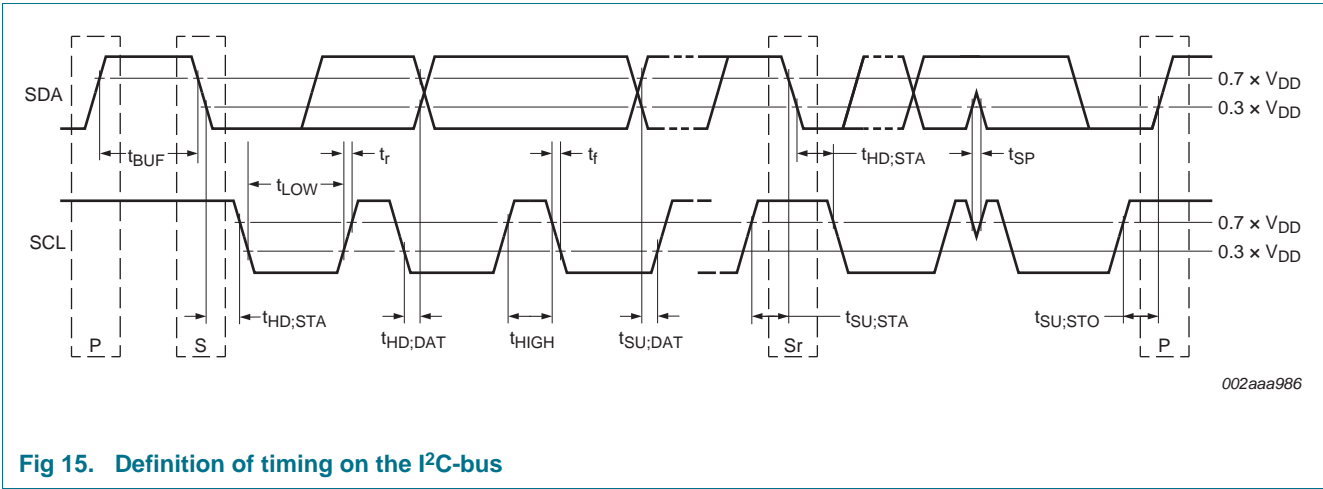 SDA
0.7 × VDD
0.3 × VDD
tBUF
tr
tf
tHD;STA
tSP
tLOW
SCL
0.7 × VDD
0.3 × VDD
tHD;STA
tHD;DAT
tHIGH
tSU;DAT
tSU;STA
tSU;STO
P
S
Sr
P
002aaa986
Fig 15. Definition of timing on the I²C-bus